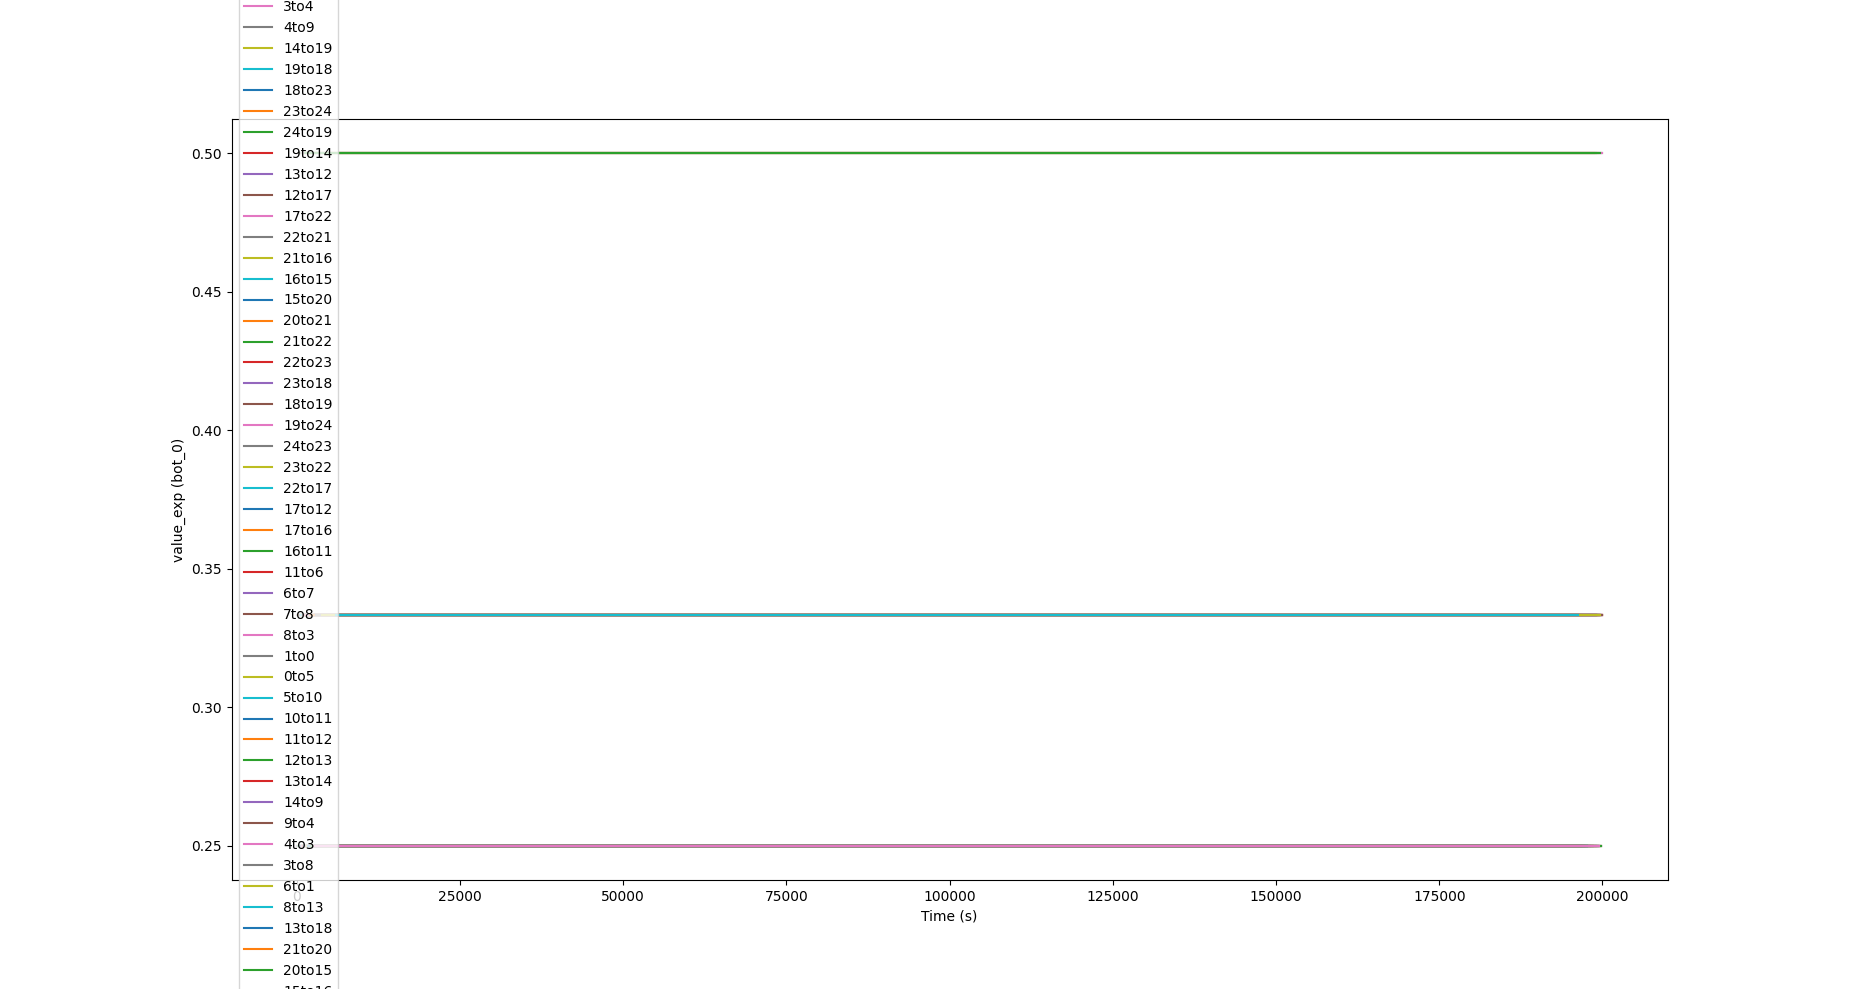 3to4
4to9
14to19
19to18
18to23
23to24
24to19
19to14
13to12
12to17
17to22
22to21
21to16
16to15
15to20
20to21
21to22
22to23
23to18
18to19
19to24
24to23
23to22
22to17
17to12
17to16
16to11
11to6
6to7
7to8
8to3
1to0
0to5
5to10
10to11
11to12
12to13
13to14
14to9
9to4
4to3
3to8
6to1
8to13
13to18
21to20
20to15
15to16
0.50
0.45
0.40
0.35
0.30
0.25
value_exp (bot_0)
0
25000
50000
75000
100000
125000
150000
175000
200000
Time (s)